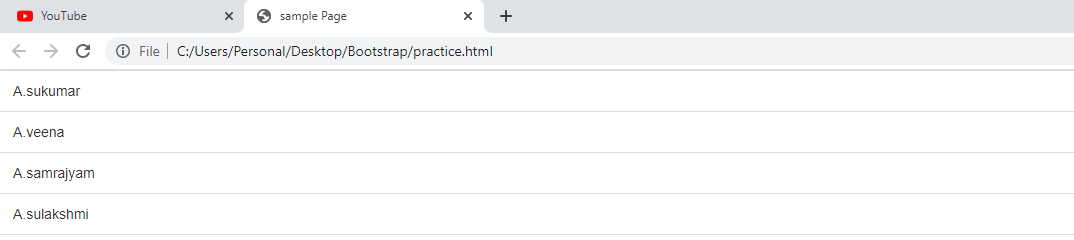 YouTube
sample Page
File
C:/Users/Personal/Desktop/Bootstrap/practice.html
A.sukumar
A.veena
A.samrajyam
A.sulakshmi